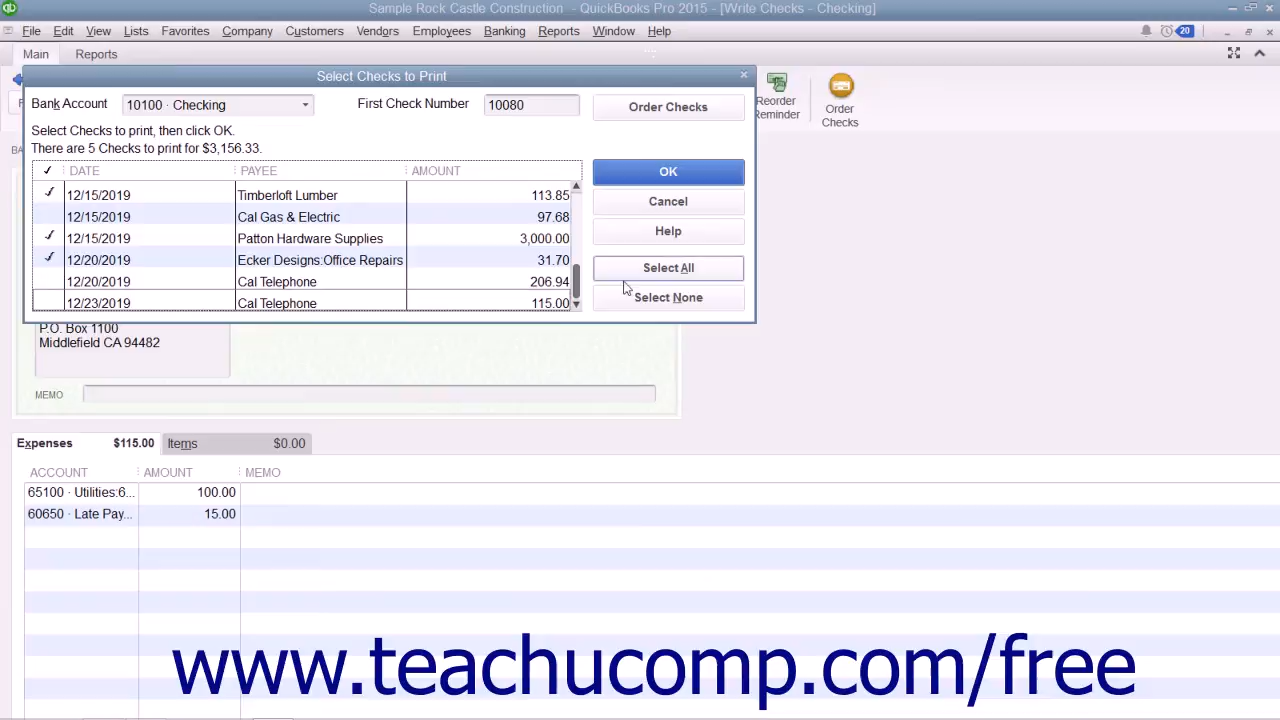 Sample Rock Castle Construction - QuickBooks Pro 2015 - [Write Checks - Checking]
File Edit View Lists Favorites Company Customers Vendors Employees Banking Reports Window Help
20
Main Reports
Select Checks to Print
Bank Account 10100 · Checking First Check Number 10080 Order Checks
Reorder
Reminder
Order
Checks
Select Checks to print, then click OK.
There are 5 Checks to print for $3,156.33.
✓ DATE PAYEE AMOUNT
✓ 12/15/2019 Timberloft Lumber 113.85
12/15/2019 Cal Gas & Electric 97.68
✓ 12/15/2019 Patton Hardware Supplies 3,000.00
✓ 12/20/2019 Ecker Designs:Office Repairs 31.70
12/20/2019 Cal Telephone 206.94
12/23/2019 Cal Telephone 115.00
OK
Cancel
Help
Select All
Select None
P.O. Box 1100
Middlefield CA 94482
MEMO
Expenses $115.00 Items $0.00
ACCOUNT AMOUNT MEMO
65100 · Utilities:6... 100.00
60650 · Late Pay... 15.00
www.teachucomp.com/free